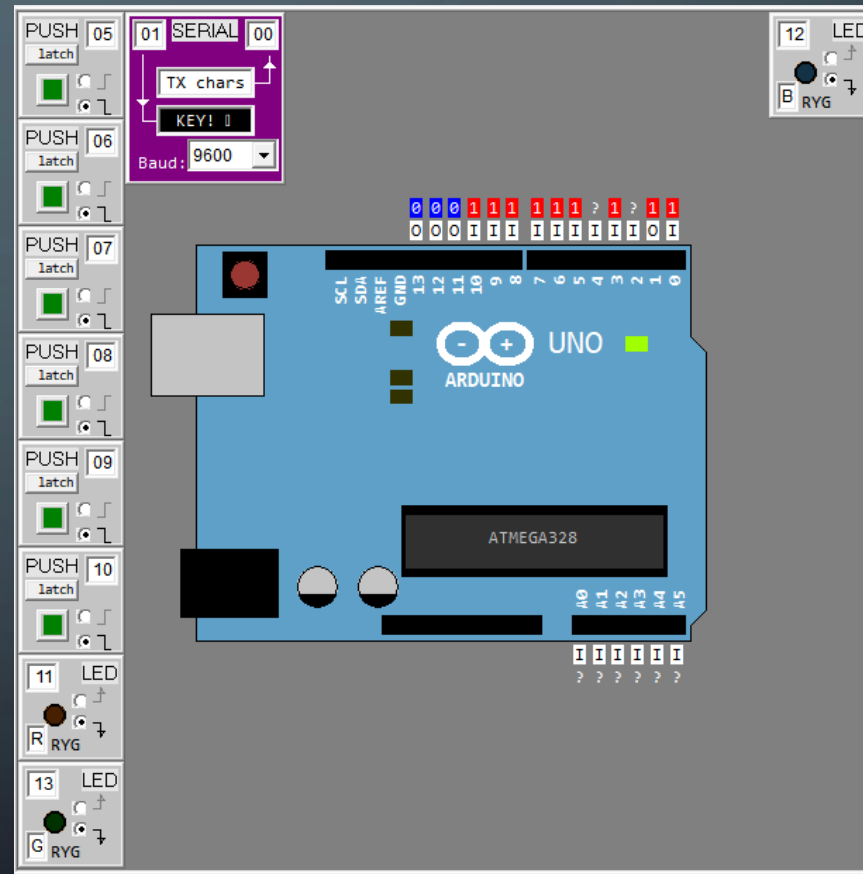 PUSH 05
latch
PUSH 06
latch
PUSH 07
latch
PUSH 08
latch
PUSH 09
latch
PUSH 10
latch
11 LED
R RYG
13 LED
G RYG
01 SERIAL 00
TX chars
KEY!
Baud: 9600
12 LED
B RYG
0 0 0 1 1 1 1 1 1 ? 1 ? 1 1
O O O I I I I I I I I I O I
SCL SDA AREF GND 13 12 11 10 9 8 7 6 5 4 3 2 1 0
- + UNO
ARDUINO
ATMEGA328
A0 A1 A2 A3 A4 A5
I I I I I I
? ? ? ? ? ?